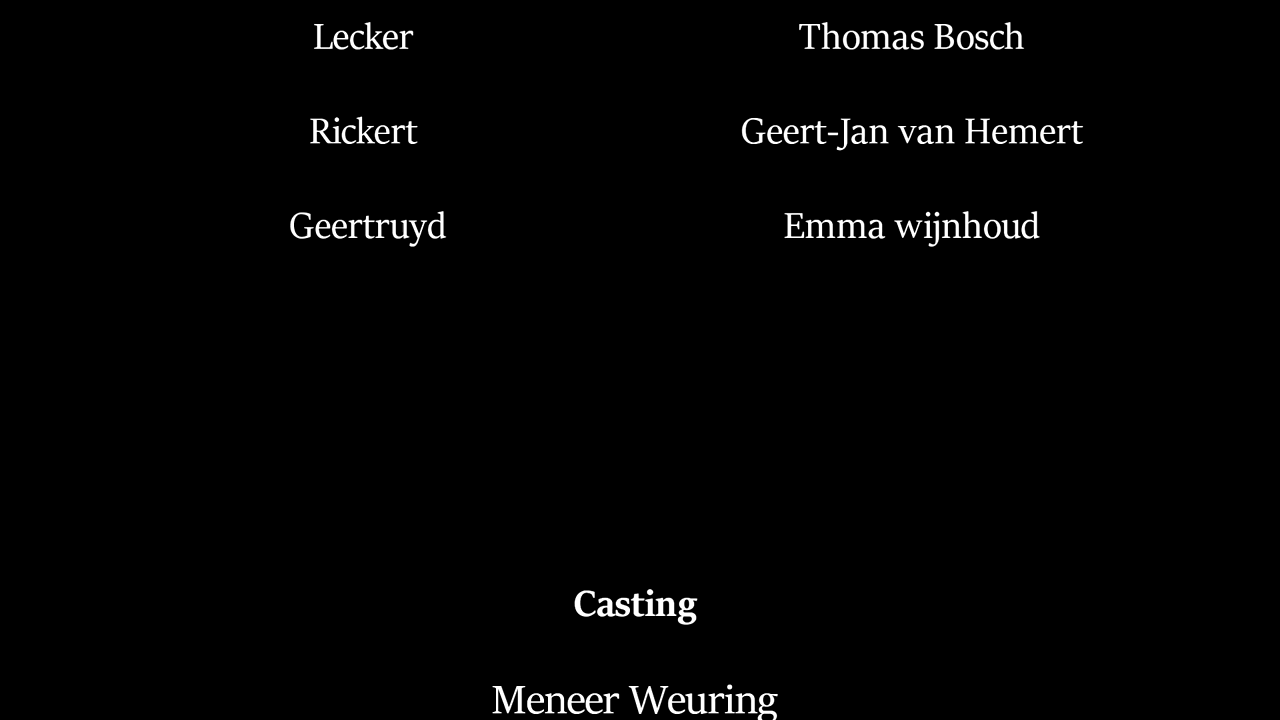 Lecker Thomas Bosch
Rickert Geert-Jan van Hemert
Geertruyd Emma wijnhoud
Casting
Meneer Weuring